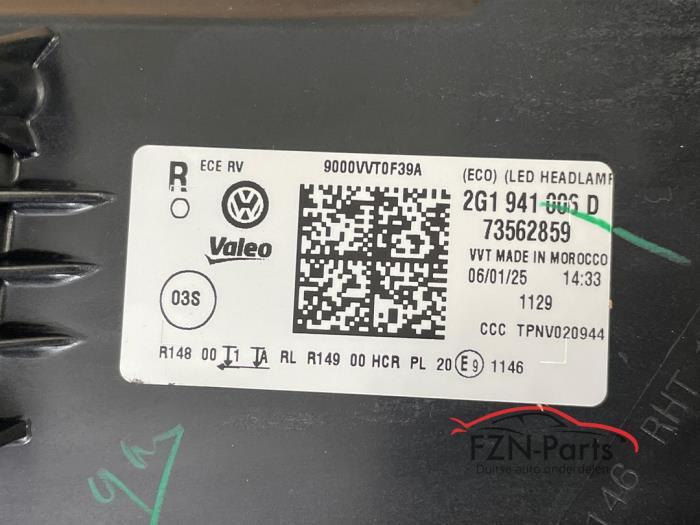 R ECE RV 9000VVT0F39A (ECO) (LED HEADLAMP
2G1 941 006 D
Valeo 73562859
VVT MADE IN MOROCCO
03S 06/01/25 14:33
1129
CCC TPNV020944
R148 00 T1 TA RL R149 00 HCR PL 20 E9 1146
FZN-Parts
Duitse auto onderdelen
146 RHT